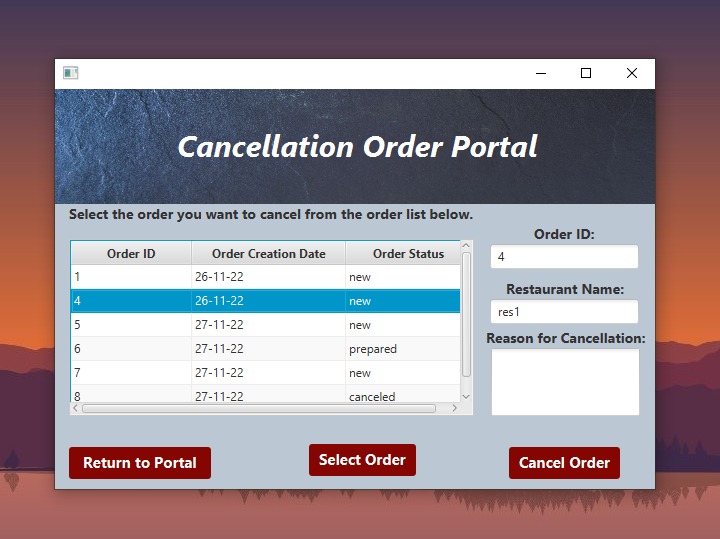 Cancellation Order Portal
Select the order you want to cancel from the order list below.
Order ID Order Creation Date Order Status
1 26-11-22 new
4 26-11-22 new
5 27-11-22 new
6 27-11-22 prepared
7 27-11-22 new
8 27-11-22 canceled
Order ID:
4
Restaurant Name:
res1
Reason for Cancellation:
Return to Portal
Select Order
Cancel Order